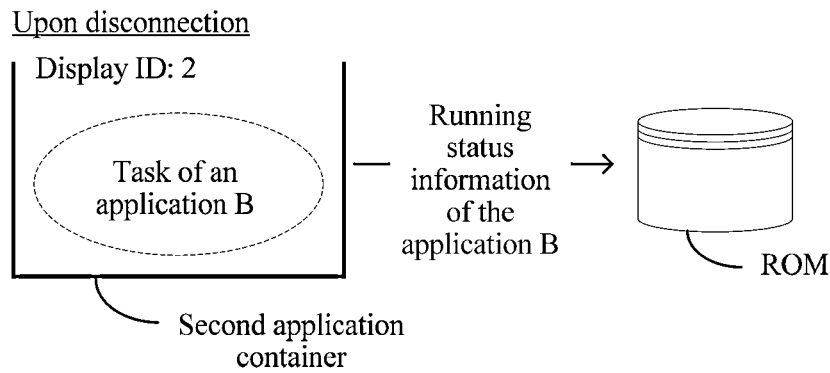 Upon disconnection
Display ID: 2
Task of an
application B
Running
status
information
of the
application B
ROM
Second application
container